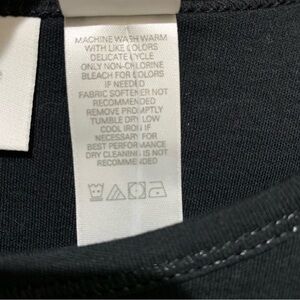 MACHINE WASH WARM
WITH LIKE COLORS
DELICATE CYCLE
ONLY NON-CHLORINE
BLEACH FOR COLORS
IF NEEDED
FABRIC SOFTENER NOT
RECOMMENDED
REMOVE PROMPTLY
TUMBLE DRY LOW
COOL IRON IF
NECESSARY FOR
BEST PERFORMANCE
DRY CLEANING IS NOT
RECOMMENDED